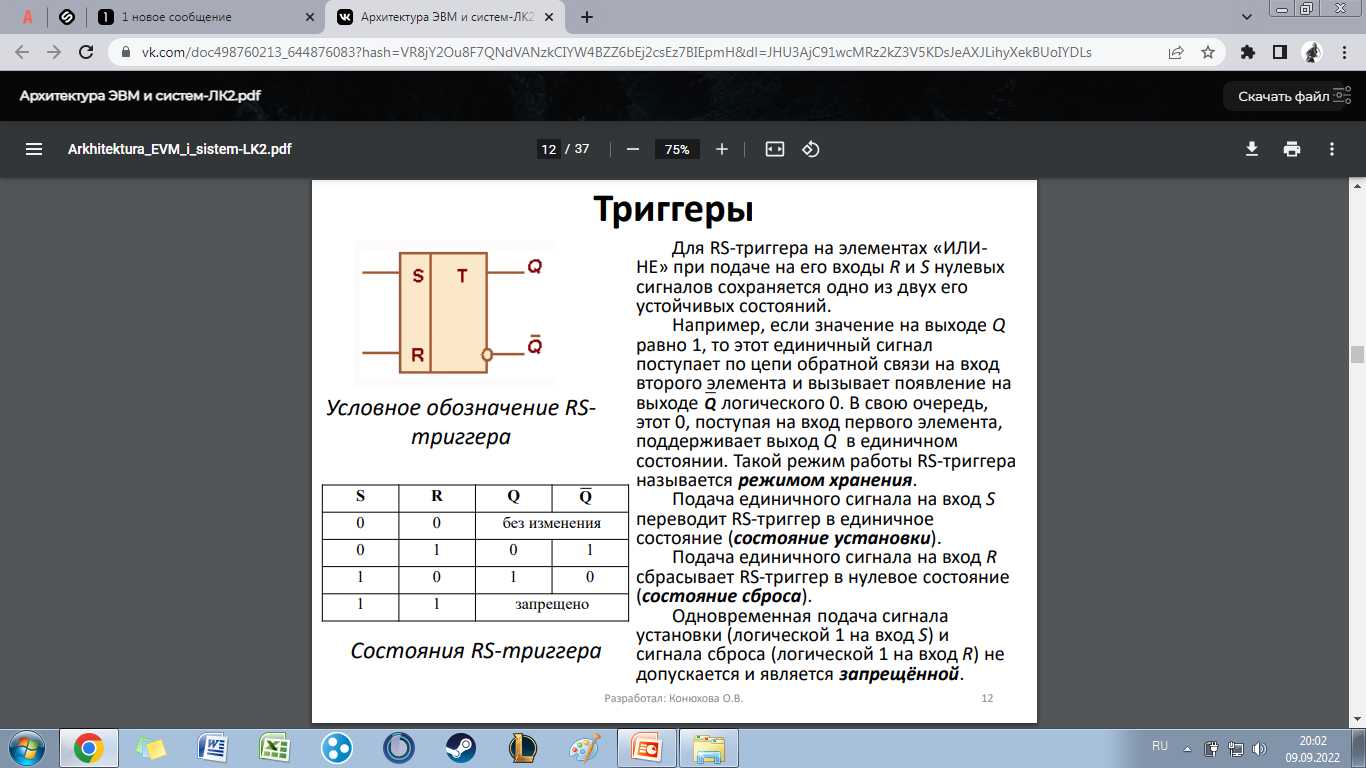 1 новое сообщение
Архитектура ЭВМ и систем-ЛК2
vk.com/doc498760213_644876083?hash=VR8jY2Ou8F7QNdVANzkCIYW4BZZ6bEj2csEz7BIEpmH&dl=JHU3AjC91wcMRz2kZ3V5KDsJeAXJLihyXekBUoIYDLs
Архитектура ЭВМ и систем-ЛК2.pdf
Скачать файл
Arkhitektura_EVM_i_sistem-LK2.pdf
12 / 37
75%
Триггеры
S T Q
R Q̅
Условное обозначение RS-
триггера
S R Q Q̅
0 0 без изменения
0 1 0 1
1 0 1 0
1 1 запрещено
Состояния RS-триггера
Для RS-триггера на элементах «ИЛИ-
НЕ» при подаче на его входы R и S нулевых
сигналов сохраняется одно из двух его
устойчивых состояний.
Например, если значение на выходе Q
равно 1, то этот единичный сигнал
поступает по цепи обратной связи на вход
второго элемента и вызывает появление на
выходе Q̅ логического 0. В свою очередь,
этот 0, поступая на вход первого элемента,
поддерживает выход Q в единичном
состоянии. Такой режим работы RS-триггера
называется режимом хранения.
Подача единичного сигнала на вход S
переводит RS-триггер в единичное
состояние (состояние установки).
Подача единичного сигнала на вход R
сбрасывает RS-триггер в нулевое состояние
(состояние сброса).
Одновременная подача сигнала
установки (логической 1 на вход S) и
сигнала сброса (логической 1 на вход R) не
допускается и является запрещённой.
Разработал: Конюхова О.В.
12
RU
20:02
09.09.2022